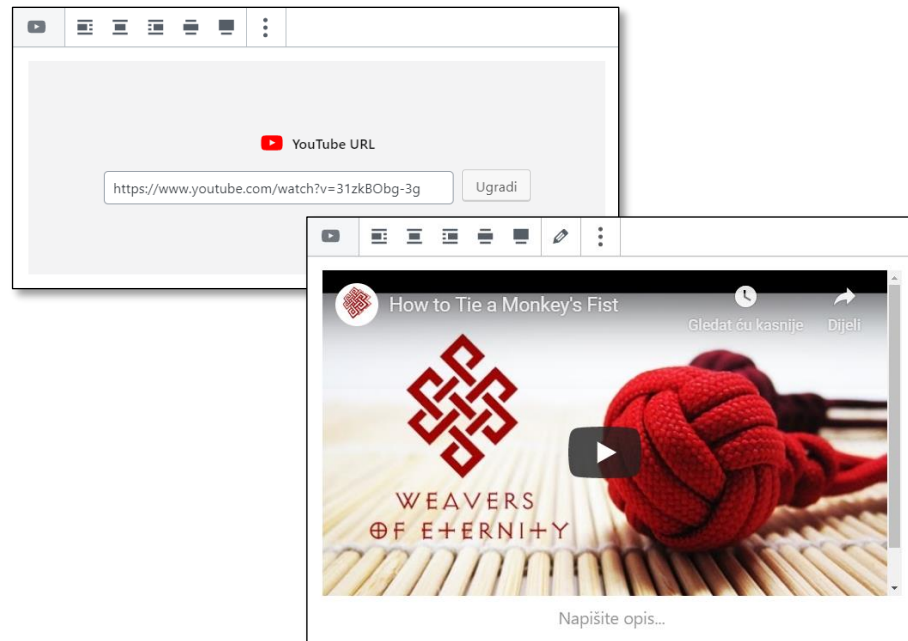 YouTube URL
https://www.youtube.com/watch?v=31zkBObg-3g
Ugradi
How to Tie a Monkey's Fist
Gledat ću kasnije
Dijeli
WEAVERS
OF ETERNITY
Napišite opis...